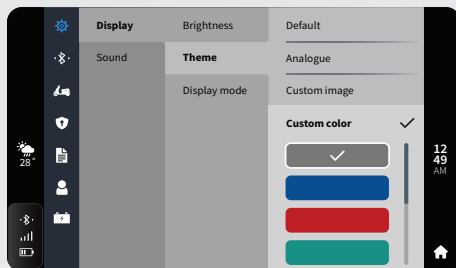 Display
Sound
Brightness
Theme
Display mode
Default
Analogue
Custom image
Custom color
28°
12
49
AM